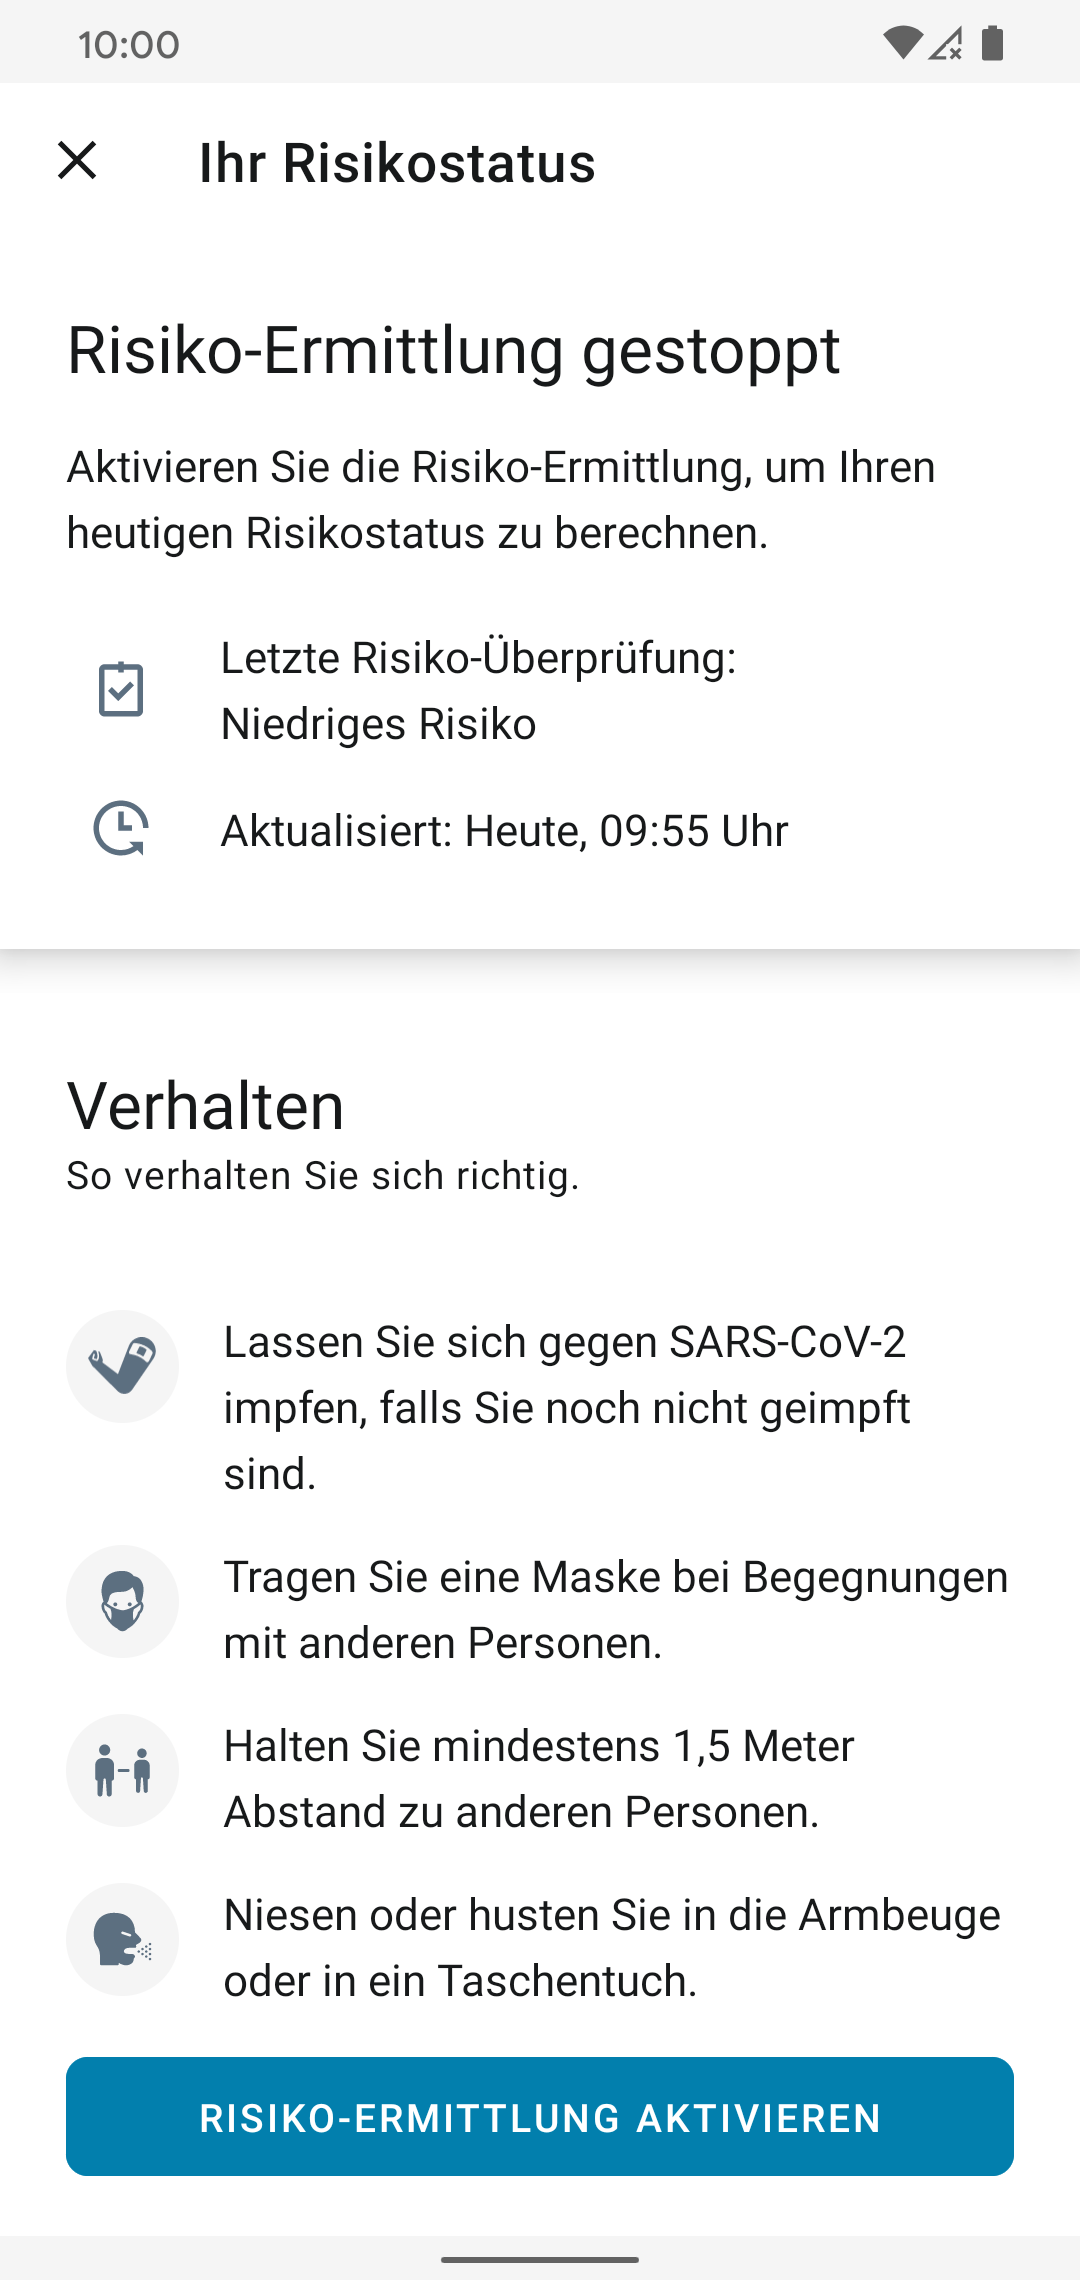 10:00
Ihr Risikostatus
Risiko-Ermittlung gestoppt
Aktivieren Sie die Risiko-Ermittlung, um Ihren
heutigen Risikostatus zu berechnen.
Letzte Risiko-Überprüfung:
Niedriges Risiko
Aktualisiert: Heute, 09:55 Uhr
Verhalten
So verhalten Sie sich richtig.
Lassen Sie sich gegen SARS-CoV-2
impfen, falls Sie noch nicht geimpft
sind.
Tragen Sie eine Maske bei Begegnungen
mit anderen Personen.
Halten Sie mindestens 1,5 Meter
Abstand zu anderen Personen.
Niesen oder husten Sie in die Armbeuge
oder in ein Taschentuch.
RISIKO-ERMITTLUNG AKTIVIEREN